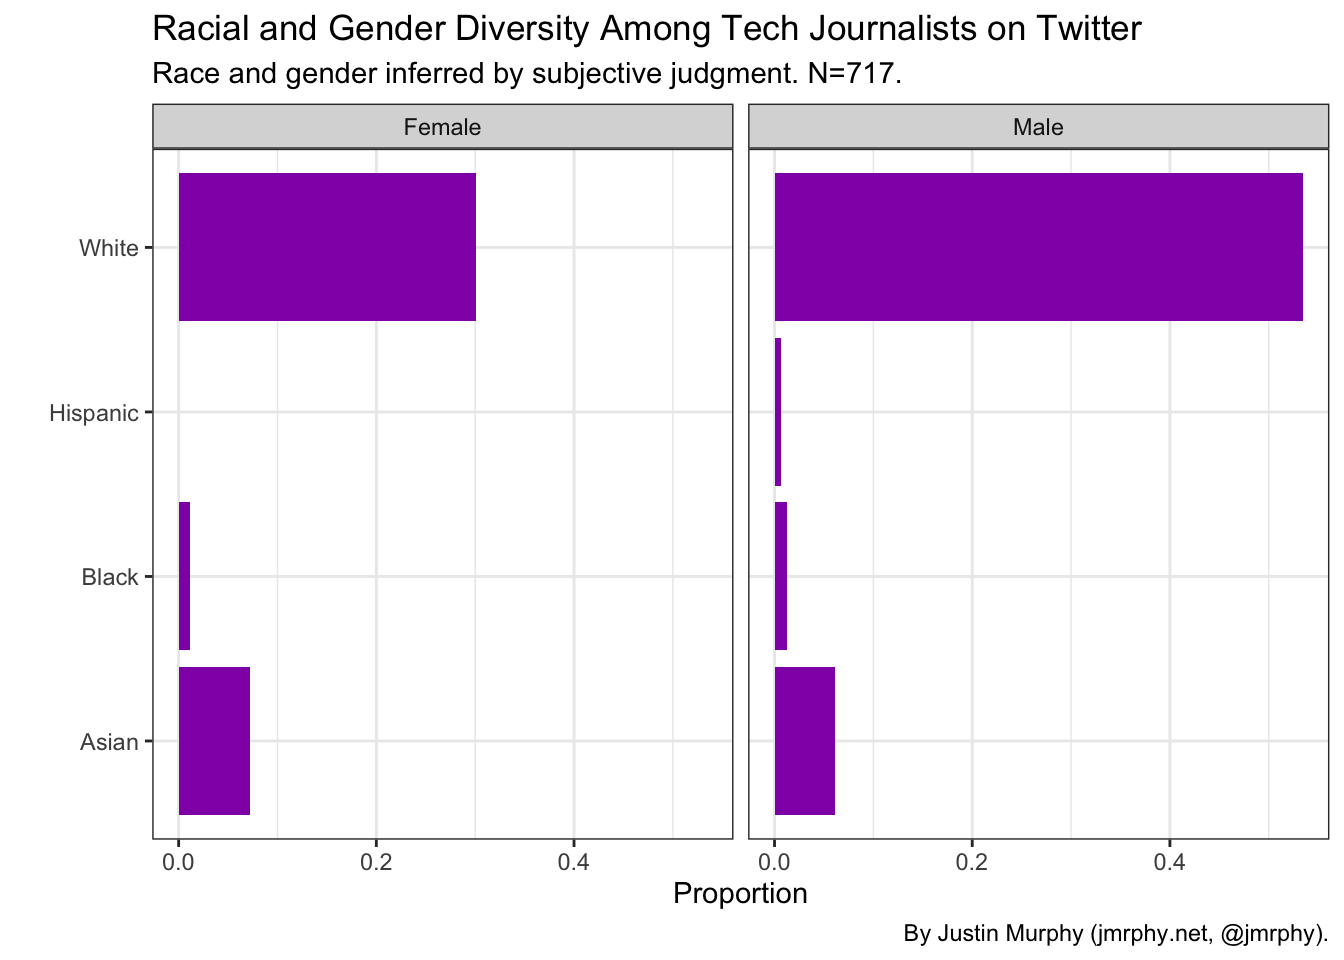 Racial and Gender Diversity Among Tech Journalists on Twitter
Race and gender inferred by subjective judgment. N=717.
Female
Male
White
Hispanic
Black
Asian
0.0
0.2
0.4
0.0
0.2
0.4
Proportion
By Justin Murphy (jmrphy.net, @jmrphy).